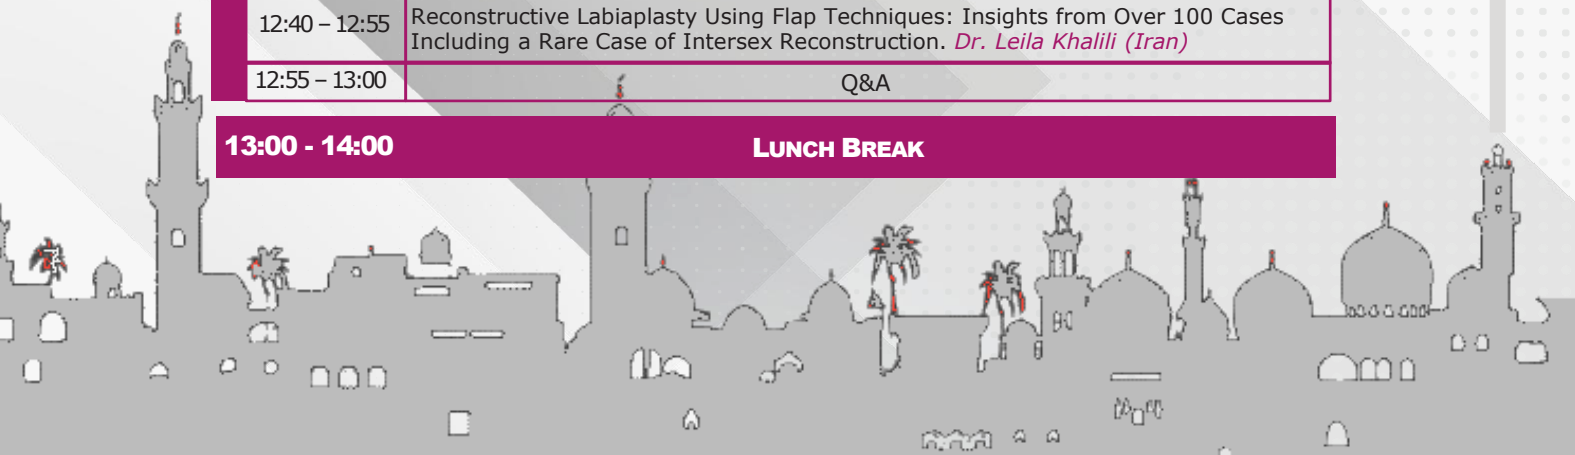 12:40 – 12:55
Reconstructive Labiaplasty Using Flap Techniques: Insights from Over 100 Cases
Including a Rare Case of Intersex Reconstruction. Dr. Leila Khalili (Iran)
12:55 – 13:00 Q&A
13:00 - 14:00 LUNCH BREAK